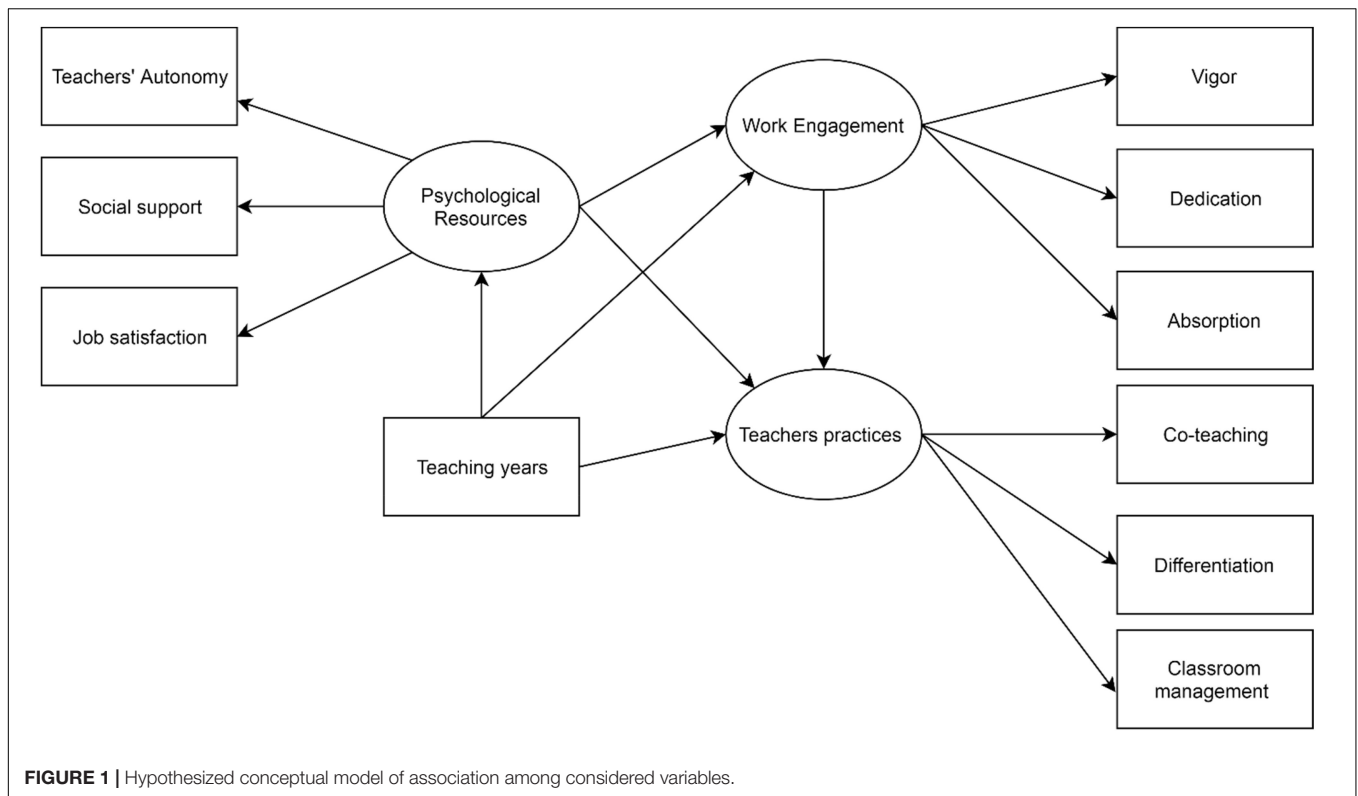 Teachers' Autonomy
Social support
Job satisfaction
Psychological
Resources
Teaching years
Work Engagement
Teachers practices
Vigor
Dedication
Absorption
Co-teaching
Differentiation
Classroom
management
FIGURE 1 | Hypothesized conceptual model of association among considered variables.